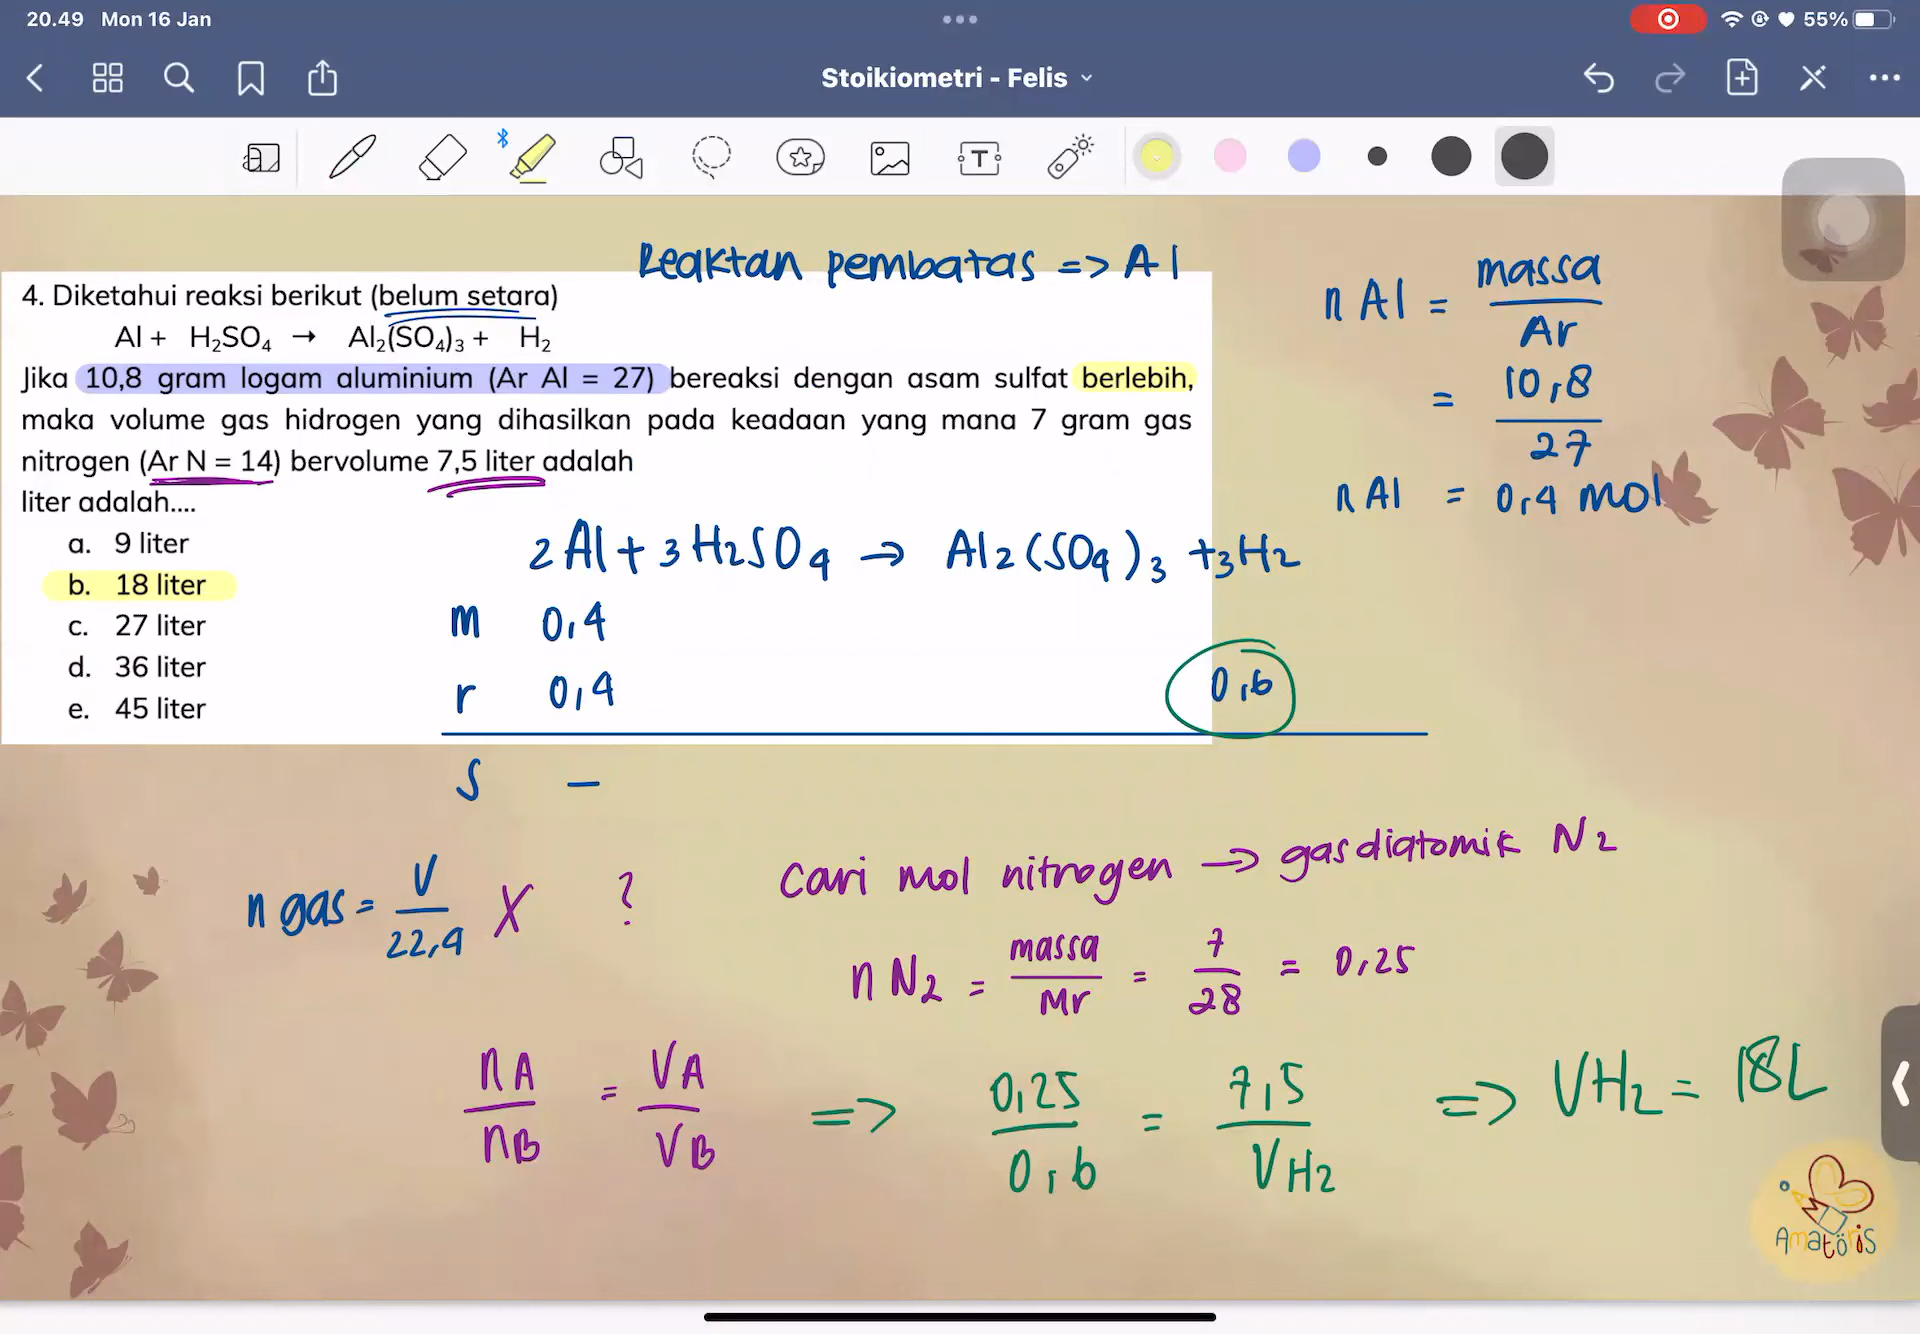 20.49 Mon 16 Jan
55%
Stoikiometri - Felis
Reaktan pembatas => Al
4. Diketahui reaksi berikut (belum setara)
Al + H₂SO₄ → Al₂(SO₄)₃ + H₂
Jika 10,8 gram logam aluminium (Ar Al = 27) bereaksi dengan asam sulfat berlebih,
maka volume gas hidrogen yang dihasilkan pada keadaan yang mana 7 gram gas
nitrogen (Ar N = 14) bervolume 7,5 liter adalah
liter adalah....
a. 9 liter
b. 18 liter
c. 27 liter
d. 36 liter
e. 45 liter
n Al = massa / Ar
= 10,8 / 27
n Al = 0,4 mol
2Al + 3H₂SO₄ → Al₂(SO₄)₃ + 3H₂
m 0,4
r 0,4 0,6
s -
n gas = V / 22,4 X ?
Cari mol nitrogen → gas diatomik N₂
n N₂ = massa / Mr = 7 / 28 = 0,25
nA / nB = VA / VB => 0,25 / 0,6 = 7,5 / VH₂ => VH₂ = 18L
Amatöris